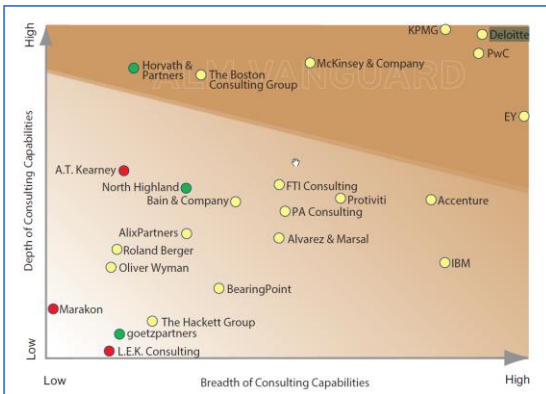 High
KPMG
Deloitte
PwC
Horvath &
Partners
The Boston
Consulting Group
McKinsey & Company
ALM VANGUARD
EY
A.T. Kearney
North Highland
Bain & Company
FTI Consulting
Protiviti
Accenture
PA Consulting
AlixPartners
Alvarez & Marsal
Roland Berger
Oliver Wyman
IBM
BearingPoint
Marakon
The Hackett Group
goetzpartners
L.E.K. Consulting
Depth of Consulting Capabilities
Low
Low
Breadth of Consulting Capabilities
High